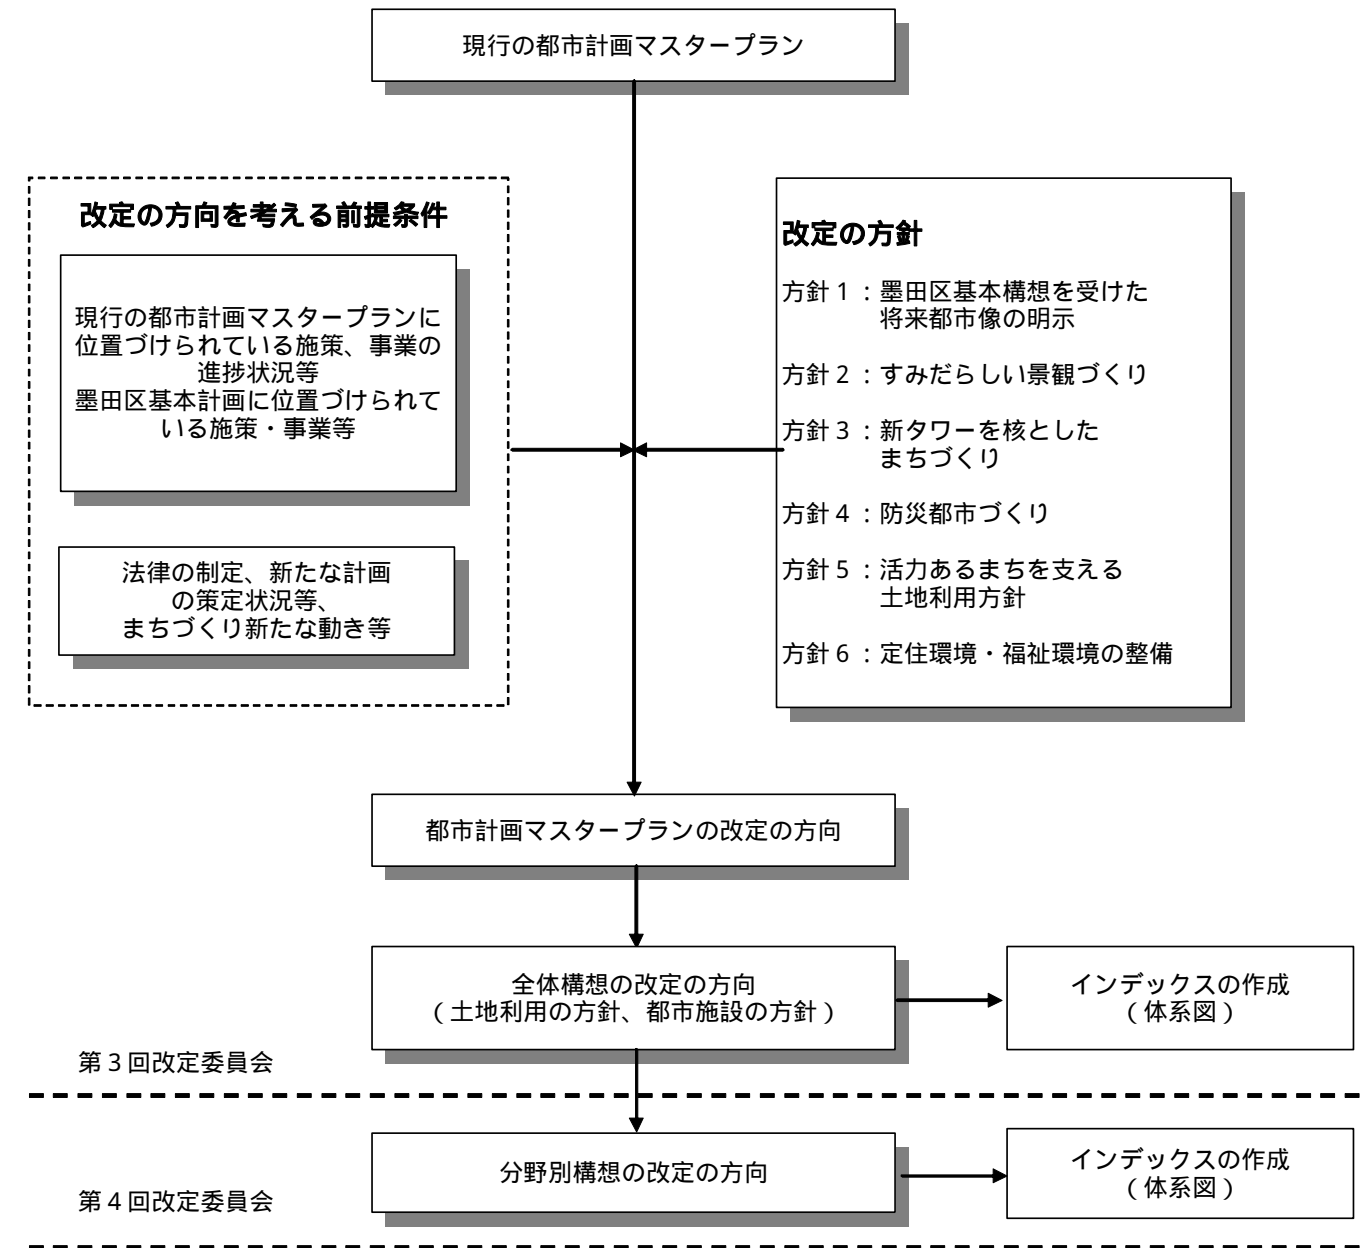 現行の都市計画マスタープラン
改定の方向を考える前提条件
現行の都市計画マスタープランに
位置づけられている施策、事業の
進捗状況等
墨田区基本計画に位置づけられて
いる施策・事業等
法律の制定、新たな計画
の策定状況等、
まちづくり新たな動き等
改定の方針
方針1：墨田区基本構想を受けた
将来都市像の明示
方針2：すみだらしい景観づくり
方針3：新タワーを核とした
まちづくり
方針4：防災都市づくり
方針5：活力あるまちを支える
土地利用方針
方針6：定住環境・福祉環境の整備
都市計画マスタープランの改定の方向
全体構想の改定の方向
（土地利用の方針、都市施設の方針）
インデックスの作成
（体系図）
第3回改定委員会
分野別構想の改定の方向
インデックスの作成
（体系図）
第4回改定委員会